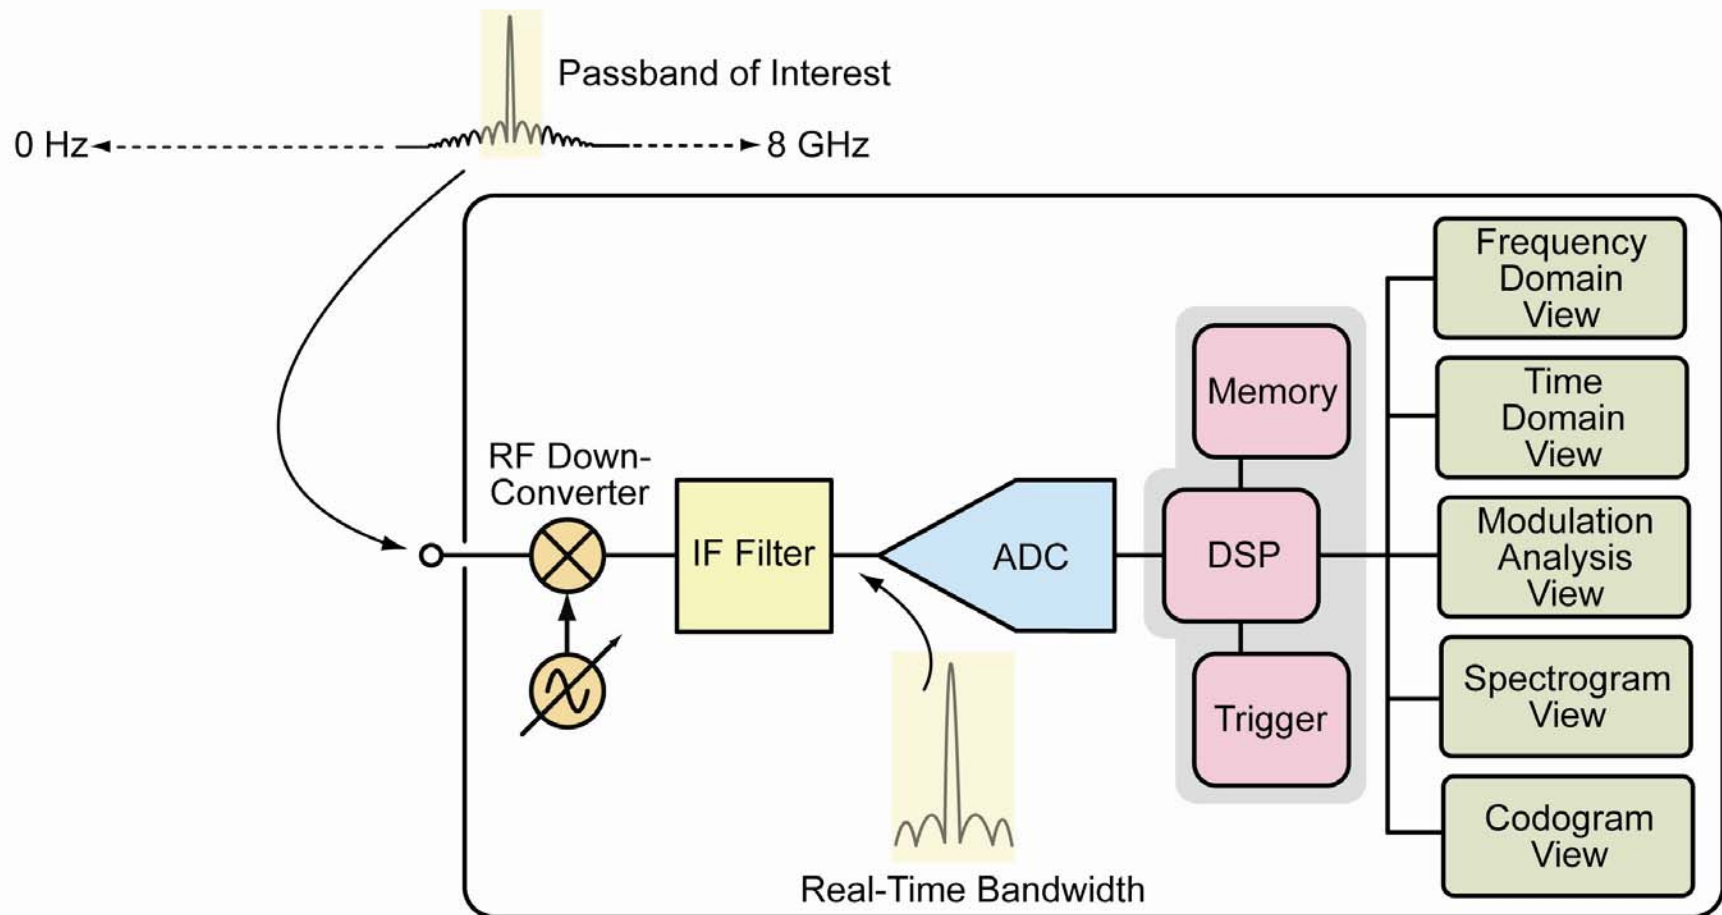 Passband of Interest
0 Hz
8 GHz
RF Down-
Converter
IF Filter
ADC
Memory
DSP
Trigger
Real-Time Bandwidth
Frequency
Domain
View
Time
Domain
View
Modulation
Analysis
View
Spectrogram
View
Codogram
View